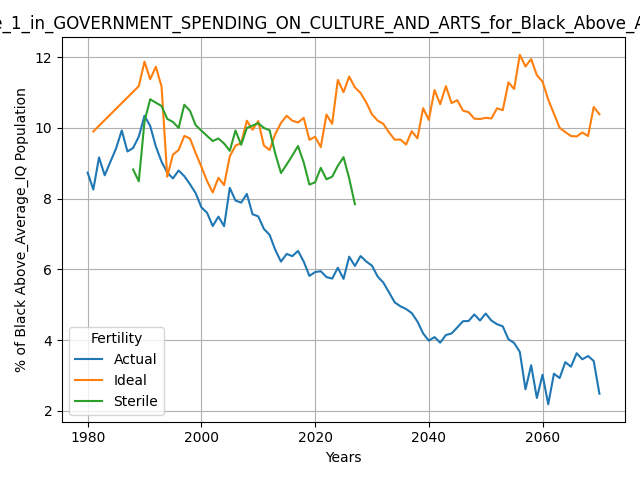 e_1_in_GOVERNMENT_SPENDING_ON_CULTURE_AND_ARTS_for_Black_Above_A
% of Black Above_Average_IQ Population
12
10
8
6
4
2
Fertility
Actual
Ideal
Sterile
1980 2000 2020 2040 2060
Years